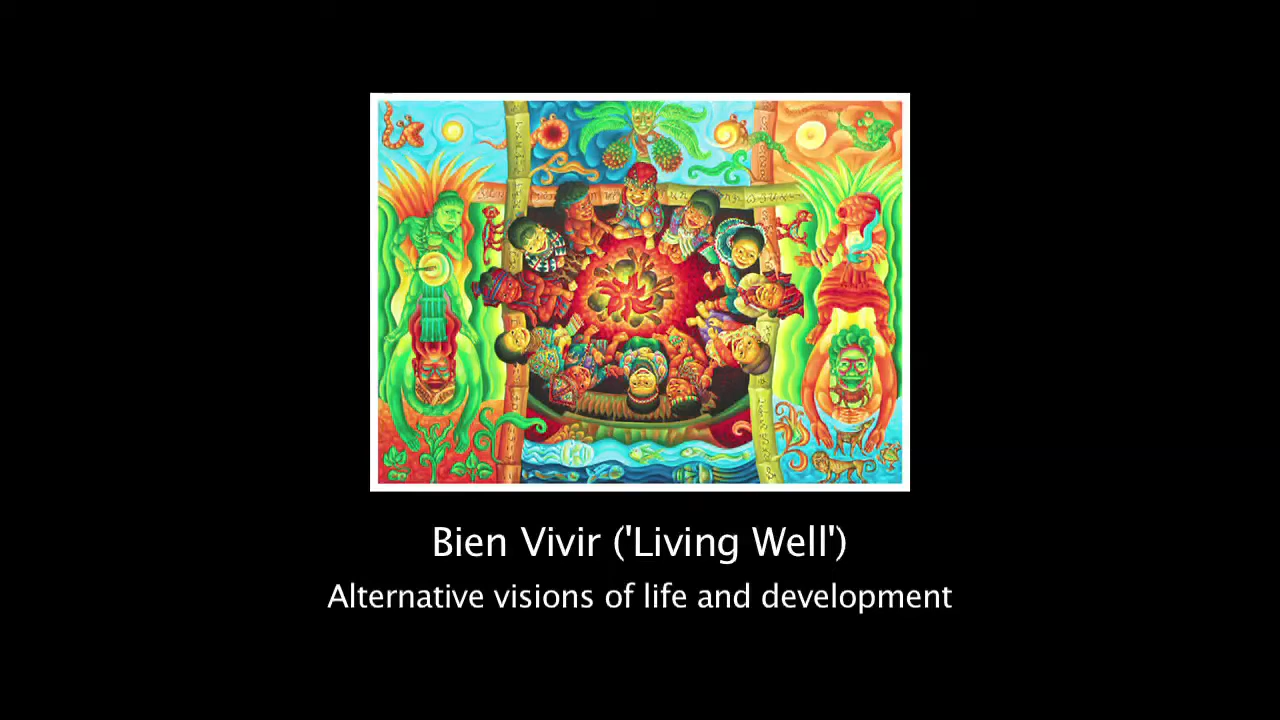 Bien Vivir ('Living Well')
Alternative visions of life and development